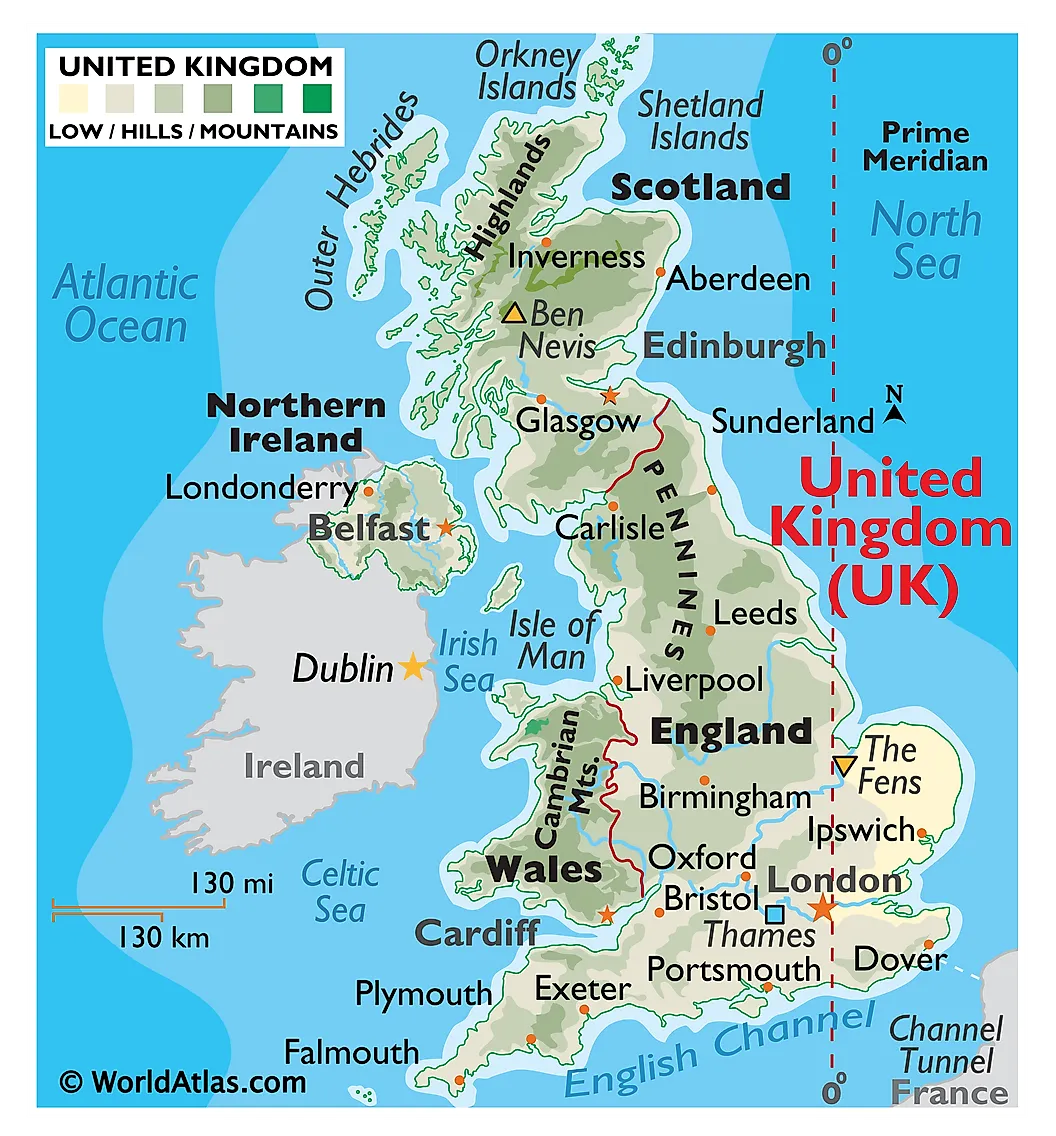 UNITED KINGDOM
LOW / HILLS / MOUNTAINS
Orkney
Islands
0⁰
Shetland
Islands
Prime
Meridian
Outer Hebrides
Highlands
Scotland
North
Sea
Inverness
Aberdeen
Atlantic
Ocean
Ben
Nevis
Edinburgh
N
Northern
Ireland
Glasgow
Sunderland
United
Kingdom
(UK)
Londonderry
PENNINES
Belfast
Carlisle
Isle of
Man
Leeds
Irish
Sea
Dublin
Liverpool
Ireland
Cambrian
Mts.
England
The
Fens
Birmingham
Ipswich
Wales
Oxford
London
130 mi
Celtic
Sea
Bristol
130 km
Cardiff
Thames
Portsmouth
Dover
Plymouth
Exeter
English Channel
Channel
Tunnel
Falmouth
© WorldAtlas.com
0⁰
France